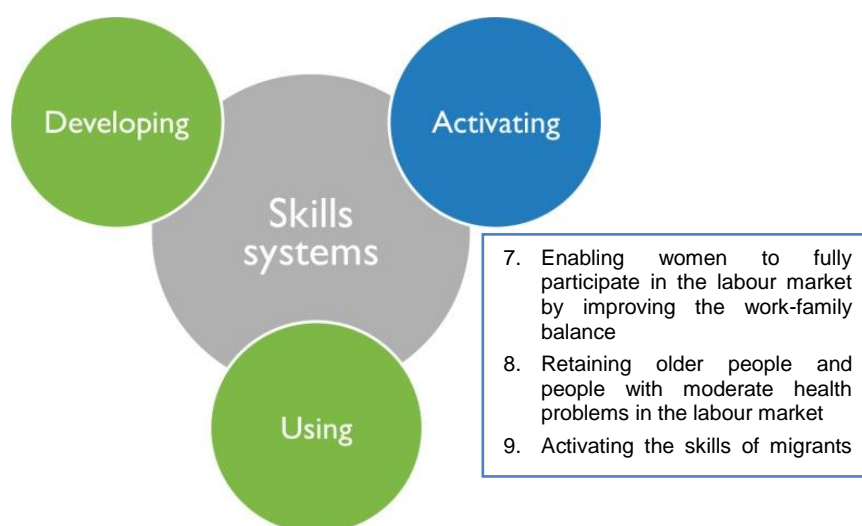 Developing
Activating
Skills
systems
7. Enabling women to fully
participate in the labour market
by improving the work-family
balance
8. Retaining older people and
people with moderate health
problems in the labour market
9. Activating the skills of migrants
Using